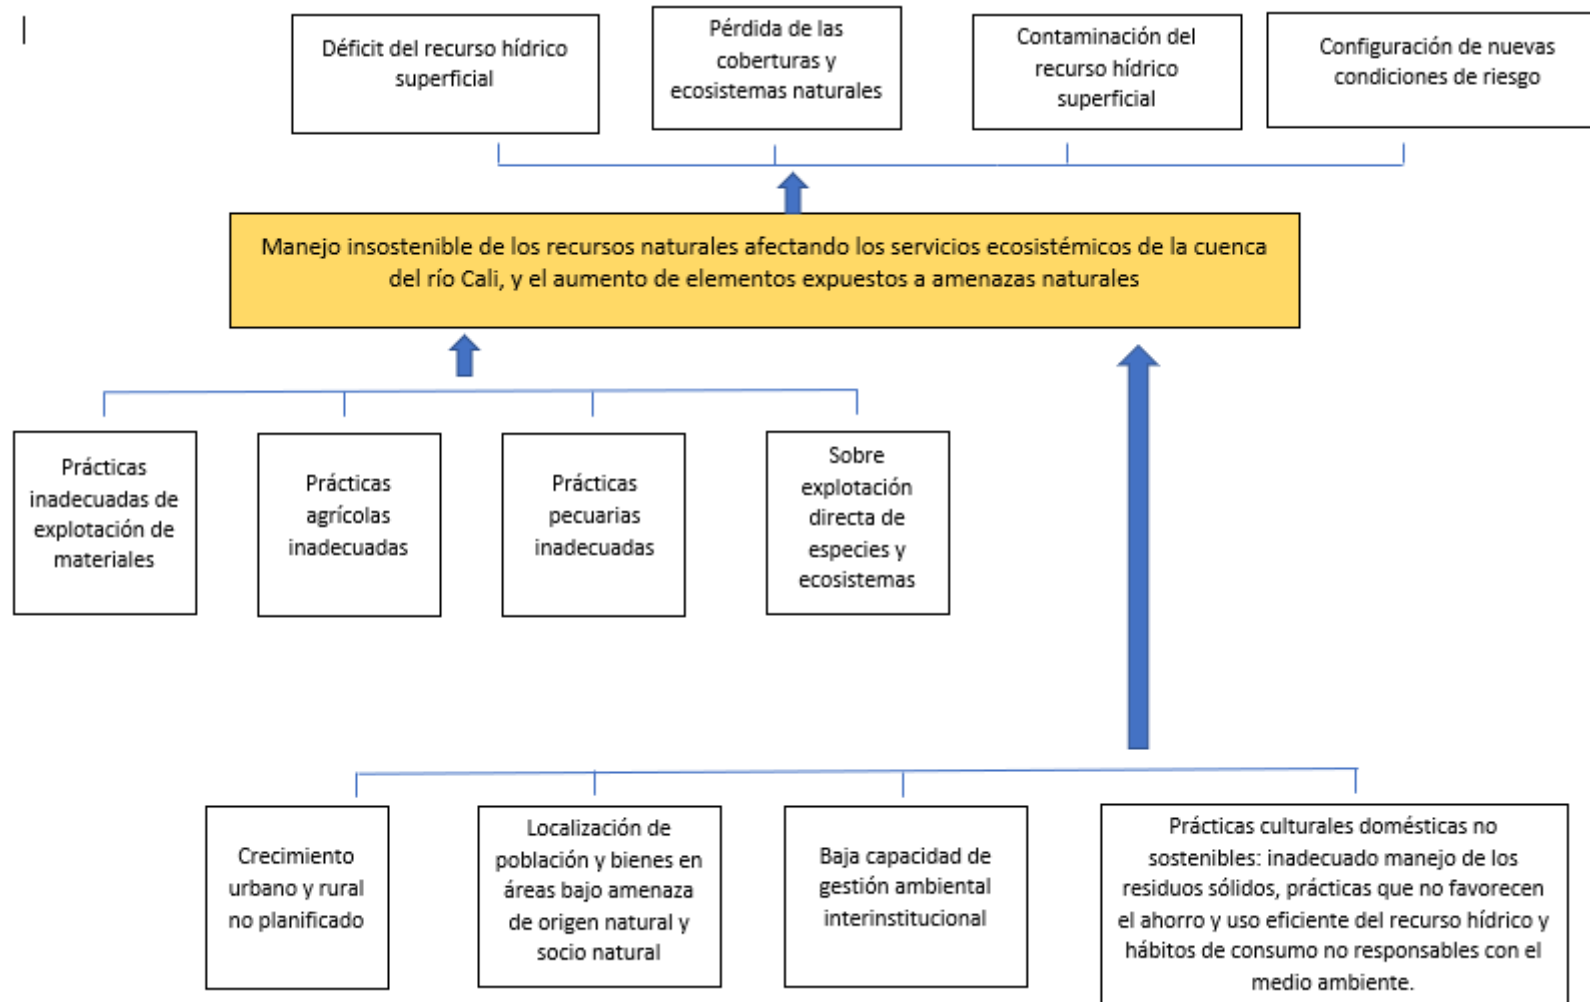 Déficit del recurso hídrico
superficial
Pérdida de las
coberturas y
ecosistemas naturales
Contaminación del
recurso hídrico
superficial
Configuración de nuevas
condiciones de riesgo
Manejo insostenible de los recursos naturales afectando los servicios ecosistémicos de la cuenca
del río Cali, y el aumento de elementos expuestos a amenazas naturales
Prácticas
inadecuadas de
explotación de
materiales
Prácticas
agrícolas
inadecuadas
Prácticas
pecuarias
inadecuadas
Sobre
explotación
directa de
especies y
ecosistemas
Crecimiento
urbano y rural
no planificado
Localización de
población y bienes en
áreas bajo amenaza
de origen natural y
socio natural
Baja capacidad de
gestión ambiental
interinstitucional
Prácticas culturales domésticas no
sostenibles: inadecuado manejo de los
residuos sólidos, prácticas que no favorecen
el ahorro y uso eficiente del recurso hídrico y
hábitos de consumo no responsables con el
medio ambiente.